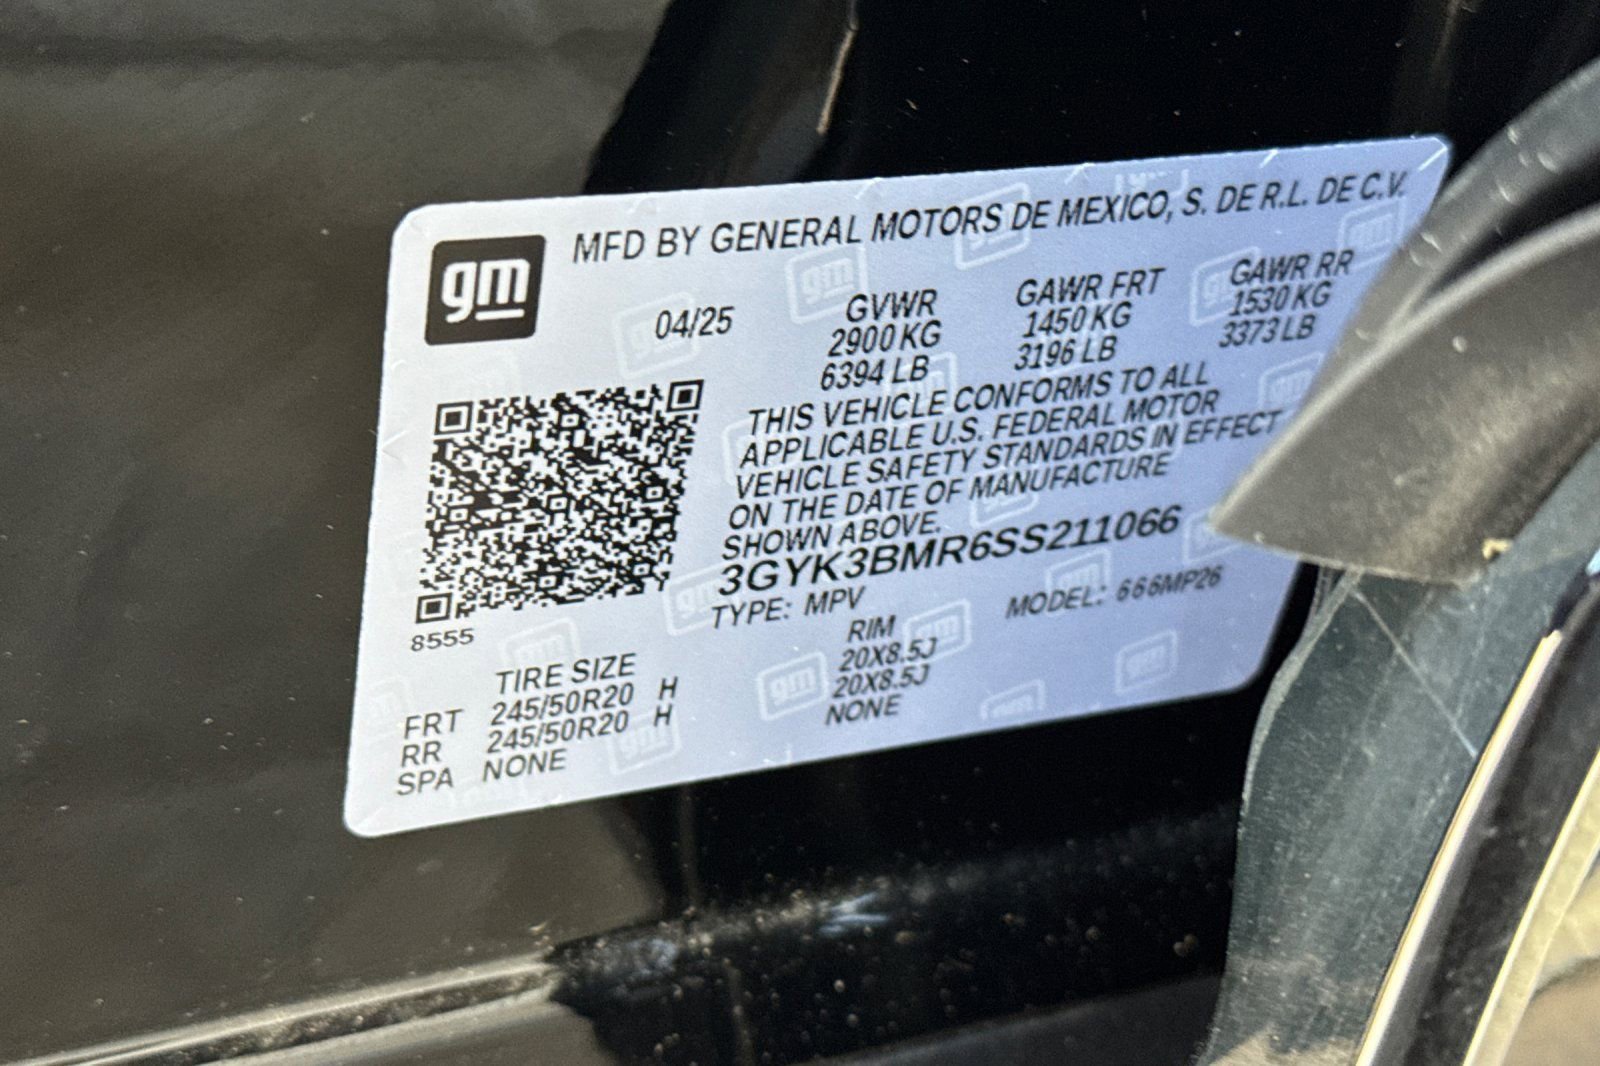 gm
MFD BY GENERAL MOTORS DE MEXICO, S. DE R.L. DE C.V.
04/25 GVWR GAWR FRT GAWR RR
2900 KG 1450 KG 1530 KG
6394 LB 3196 LB 3373 LB
THIS VEHICLE CONFORMS TO ALL
APPLICABLE U.S. FEDERAL MOTOR
VEHICLE SAFETY STANDARDS IN EFFECT
ON THE DATE OF MANUFACTURE
SHOWN ABOVE.
3GYK3BMR6SS211066
TYPE: MPV MODEL: 666MP26
8555
TIRE SIZE RIM
FRT 245/50R20 H 20X8.5J
RR 245/50R20 H 20X8.5J
SPA NONE NONE